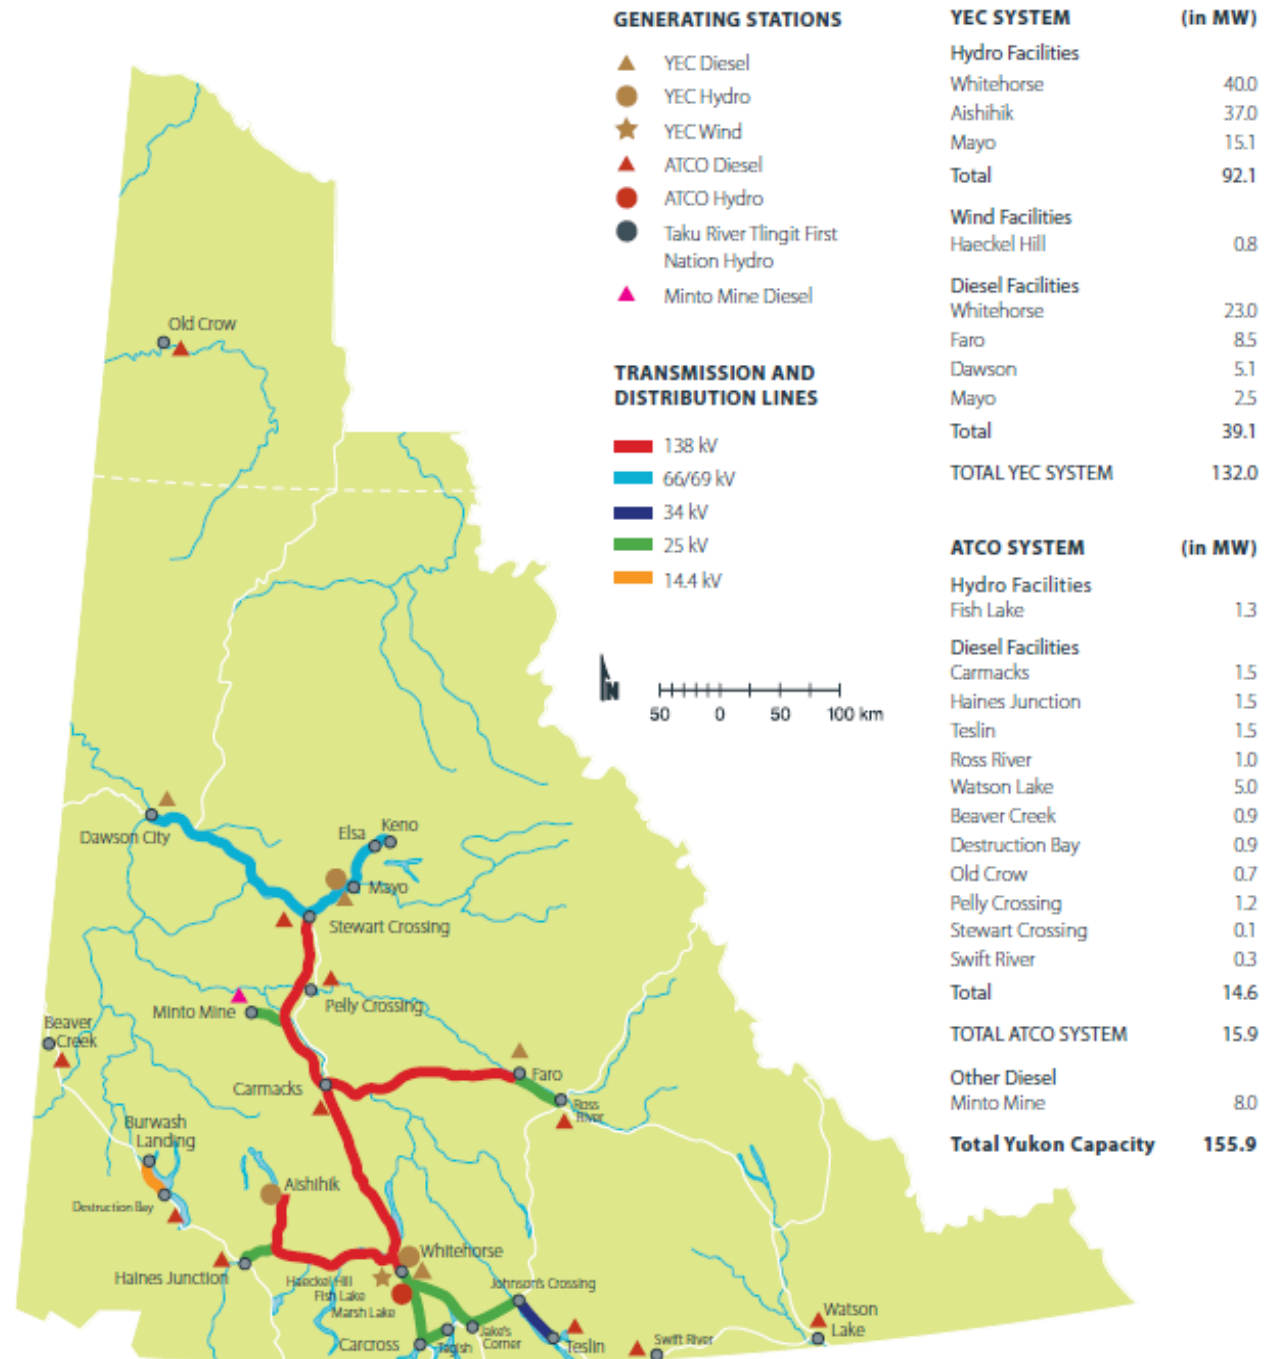 GENERATING STATIONS
YEC Diesel
YEC Hydro
YEC Wind
ATCO Diesel
ATCO Hydro
Taku River Tlingit First
Nation Hydro
Minto Mine Diesel
TRANSMISSION AND
DISTRIBUTION LINES
138 kV
66/69 kV
34 kV
25 kV
14.4 kV
N
50 0 50 100 km
YEC SYSTEM (in MW)
Hydro Facilities
Whitehorse 40.0
Aishihik 37.0
Mayo 15.1
Total 92.1
Wind Facilities
Haeckel Hill 0.8
Diesel Facilities
Whitehorse 23.0
Faro 8.5
Dawson 5.1
Mayo 2.5
Total 39.1
TOTAL YEC SYSTEM 132.0
ATCO SYSTEM (in MW)
Hydro Facilities
Fish Lake 1.3
Diesel Facilities
Carmacks 1.5
Haines Junction 1.5
Teslin 1.5
Ross River 1.0
Watson Lake 5.0
Beaver Creek 0.9
Destruction Bay 0.9
Old Crow 0.7
Pelly Crossing 1.2
Stewart Crossing 0.1
Swift River 0.3
Total 14.6
TOTAL ATCO SYSTEM 15.9
Other Diesel
Minto Mine 8.0
Total Yukon Capacity 155.9
Old Crow
Dawson City
Elsa
Keno
Mayo
Stewart Crossing
Pelly Crossing
Minto Mine
Beaver
Creek
Carmacks
Faro
Ross
River
Burwash
Landing
Destruction Bay
Aishihik
Haines Junction
Whitehorse
Haeckel Hill
Fish Lake
Marsh Lake
Johnson's Crossing
Carcross
Tagish
Jake's
Corner
Teslin
Swift River
Watson
Lake